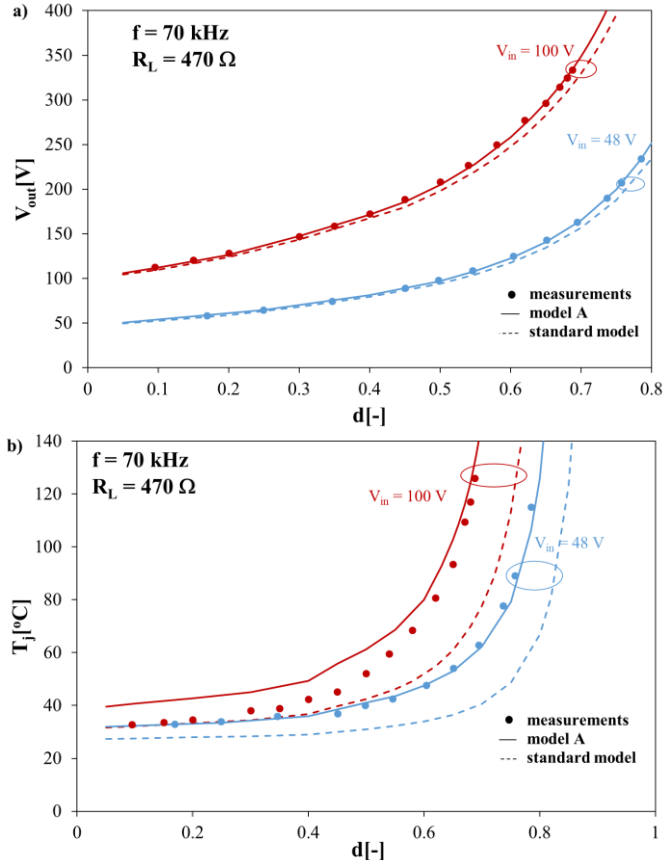 a)
f = 70 kHz
R_L = 470 Ω
V_in = 100 V
V_in = 48 V
measurements
model A
standard model
V_out[V]
400
350
300
250
200
150
100
50
0
0 0.1 0.2 0.3 0.4 0.5 0.6 0.7 0.8
d[-]
b)
f = 70 kHz
R_L = 470 Ω
V_in = 100 V
V_in = 48 V
measurements
model A
standard model
T_j[°C]
140
120
100
80
60
40
20
0
0 0.2 0.4 0.6 0.8 1
d[-]